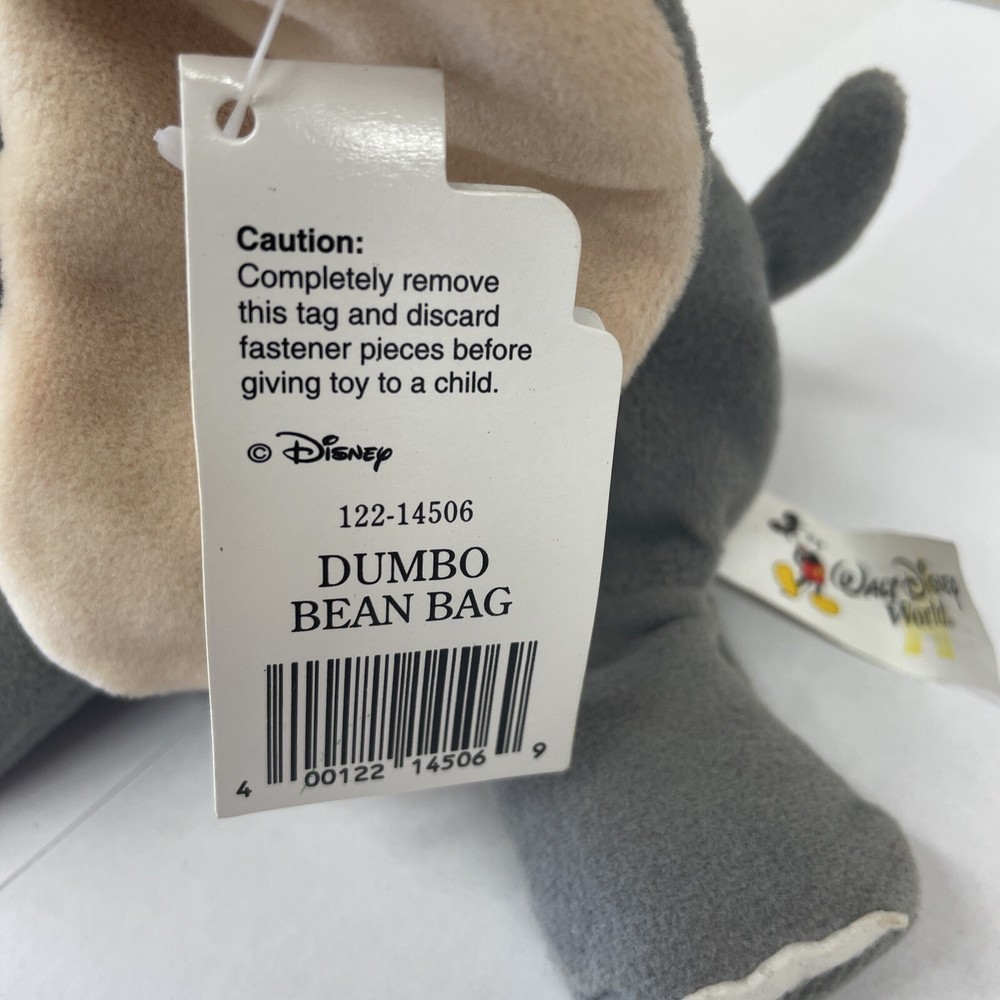 Caution:
Completely remove
this tag and discard
fastener pieces before
giving toy to a child.
© Disney
122-14506
DUMBO
BEAN BAG
4 00122 14506 9
Walt Disney
World